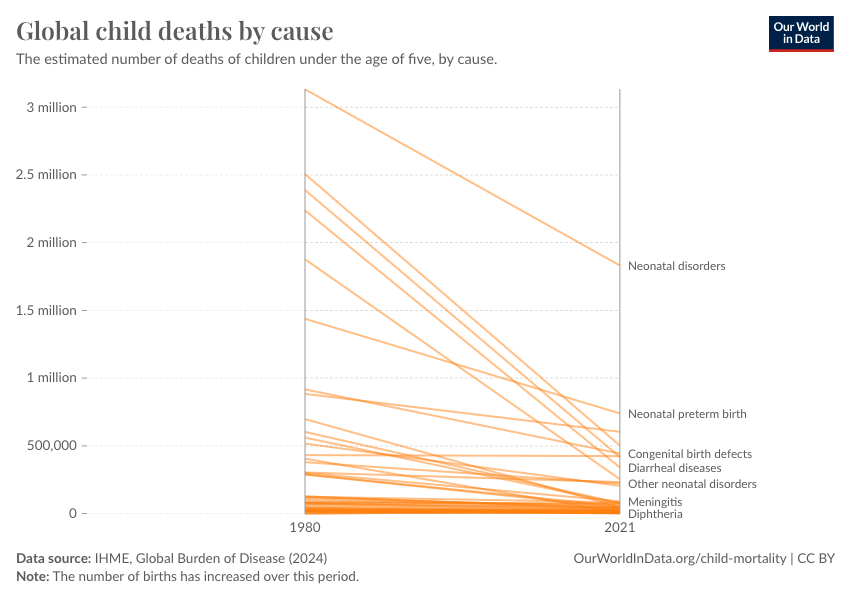 Global child deaths by cause
The estimated number of deaths of children under the age of five, by cause.
Our World
in Data
3 million
2.5 million
2 million
1.5 million
1 million
500,000
0
Neonatal disorders
Neonatal preterm birth
Congenital birth defects
Diarrheal diseases
Other neonatal disorders
Meningitis
Diphtheria
1980
2021
Data source: IHME, Global Burden of Disease (2024)
OurWorldinData.org/child-mortality | CC BY
Note: The number of births has increased over this period.